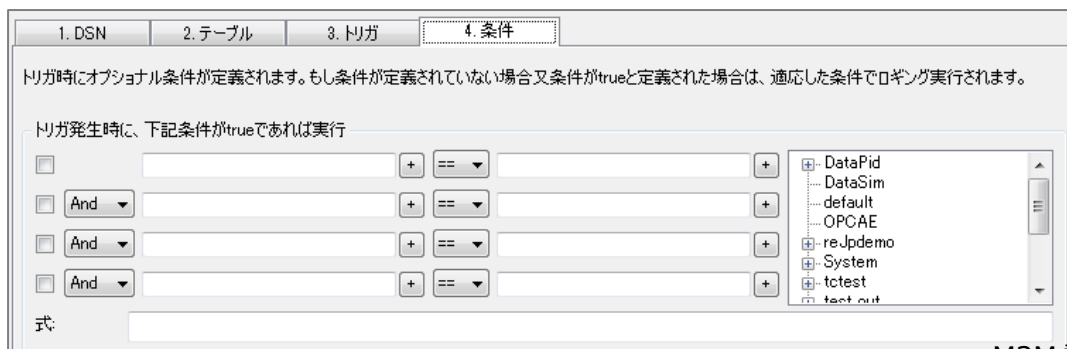 1. DSN 2. テーブル 3. トリガ 4. 条件
トリガ時にオプショナル条件が定義されます。もし条件が定義されていない場合又条件がtrueと定義された場合は、適応した条件でロギング実行されます。
トリガ発生時に、下記条件がtrueであれば実行
+ == +
And + == +
And + == +
And + == +
DataPid
DataSim
default
OPCAE
reJpdemo
System
tctest
test out
式: